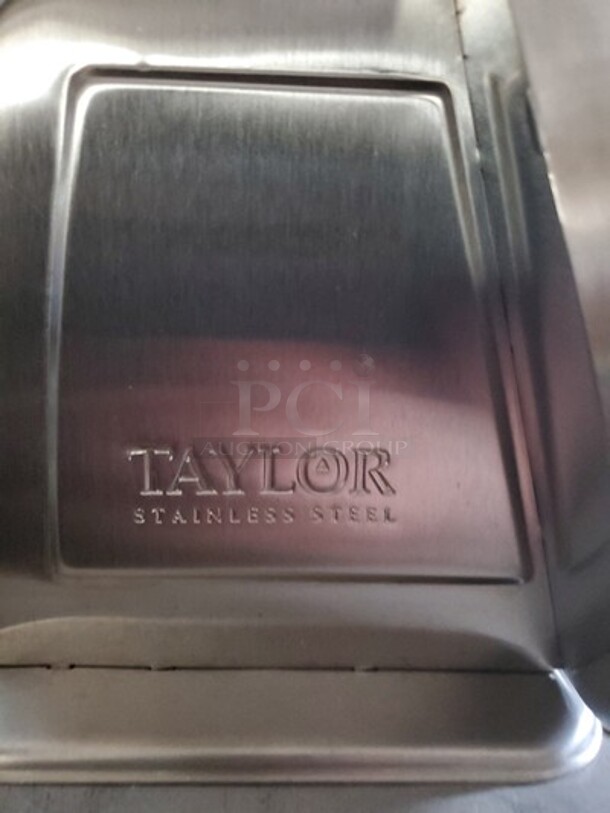 PCI
AUCTION GROUP
TAYLOR
STAINLESS STEEL